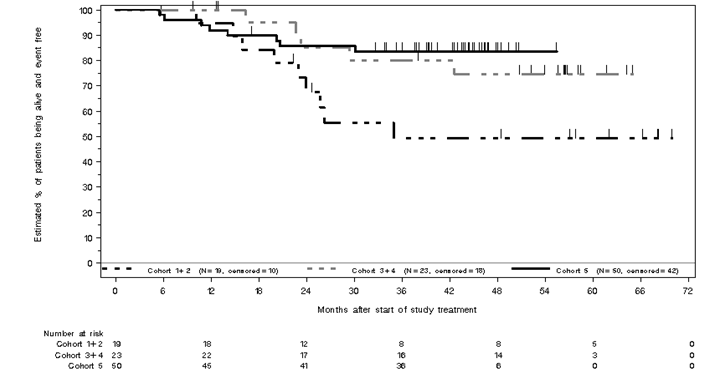 Estimated % of patients being alive and event free
100
90
80
70
60
50
40
30
20
10
0
Cohort 1+2 (N=19, censored=10) Cohort 3+4 (N=23, censored=18) Cohort 5 (N=50, censored=42)
0 6 12 18 24 30 36 42 48 54 60 66 72
Months after start of study treatment
Number at risk
Cohort 1+2 19 18 12 8 8 5 0
Cohort 3+4 23 22 17 16 14 3 0
Cohort 5 50 45 41 36 6 0 0